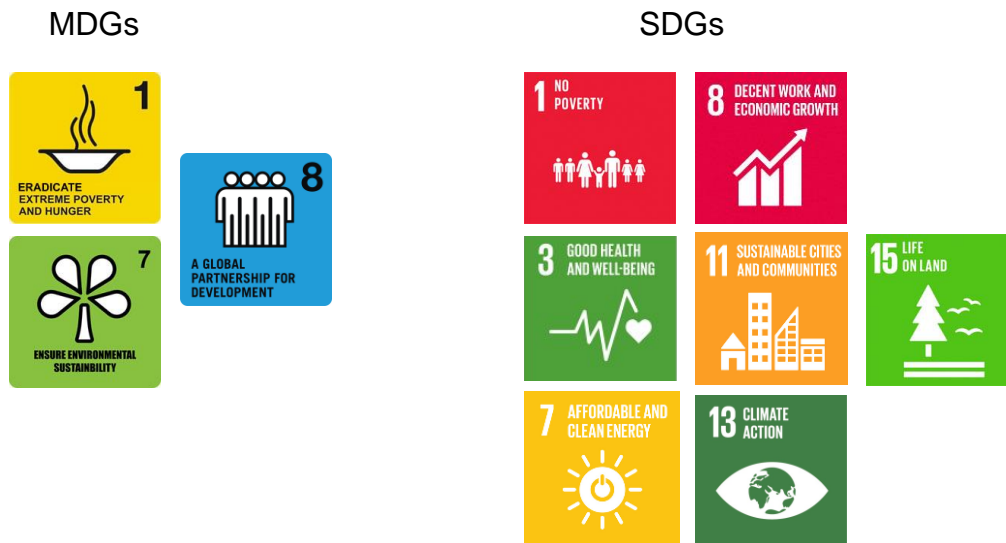 MDGs
1
ERADICATE
EXTREME POVERTY
AND HUNGER
8
A GLOBAL
PARTNERSHIP FOR
DEVELOPMENT
7
ENSURE ENVIRONMENTAL
SUSTAINBILITY
SDGs
1 NO
POVERTY
8 DECENT WORK AND
ECONOMIC GROWTH
3 GOOD HEALTH
AND WELL-BEING
11 SUSTAINABLE CITIES
AND COMMUNITIES
15 LIFE
ON LAND
7 AFFORDABLE AND
CLEAN ENERGY
13 CLIMATE
ACTION